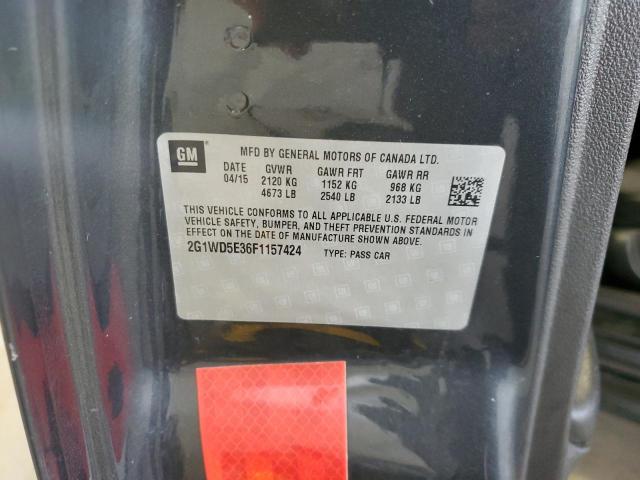 GM MFD BY GENERAL MOTORS OF CANADA LTD.
DATE GVWR GAWR FRT GAWR RR
04/15 2120 KG 1152 KG 968 KG
4673 LB 2540 LB 2133 LB
THIS VEHICLE CONFORMS TO ALL APPLICABLE U.S. FEDERAL MOTOR
VEHICLE SAFETY, BUMPER, AND THEFT PREVENTION STANDARDS IN
EFFECT ON THE DATE OF MANUFACTURE SHOWN ABOVE.
2G1WD5E36F1157424 TYPE: PASS CAR